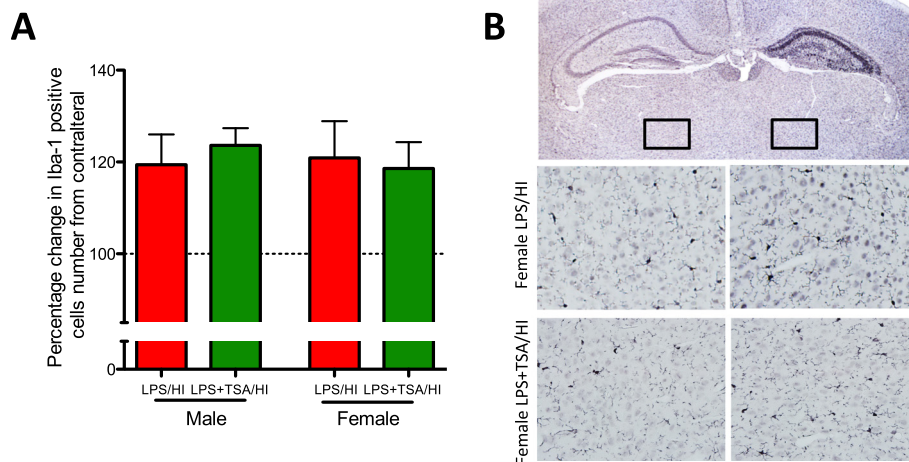 A
B
Percentage change in Iba-1 positive
cells number from contralteral
140
120
100
0
LPS/HI LPS+TSA/HI LPS/HI LPS+TSA/HI
Male Female
Female LPS/HI
Female LPS+TSA/HI